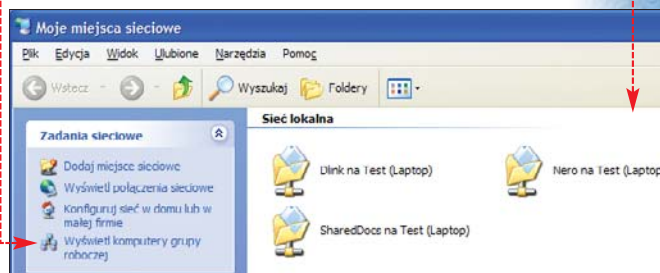 Moje miejsca sieciowe
Plik Edycja Widok Ulubione Narzędzia Pomoc
Wstecz Wyszukaj Foldery
Zadania sieciowe
Dodaj miejsce sieciowe
Wyświetl połączenia sieciowe
Konfiguruj sieć w domu lub w
małej firmie
Wyświetl komputery grupy
roboczej
Sieć lokalna
Dlink na Test (Laptop)
Nero na Test (Laptop
SharedDocs na Test (Laptop)